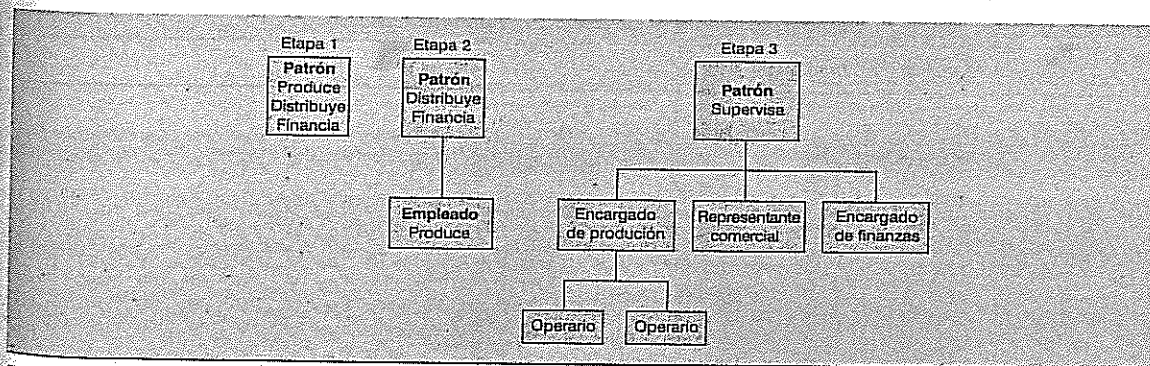 Etapa 1
Patrón
Produce
Distribuye
Financia
Etapa 2
Patrón
Distribuye
Financia
Empleado
Produce
Etapa 3
Patrón
Supervisa
Encargado
de produción
Representante
comercial
Encargado
de finanzas
Operario
Operario